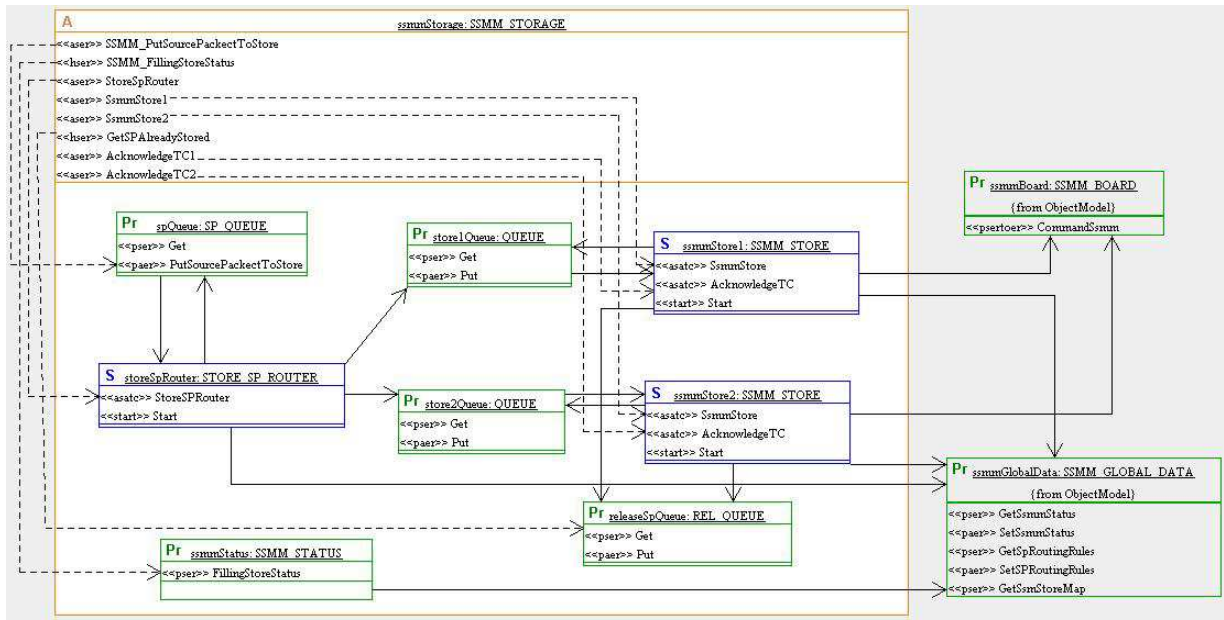 A ssmmStorage: SSMM_STORAGE
<<aser>> SSMM_PutSourcePackectToStore
<<hser>> SSMM_FillingStoreStatus
<<aser>> StoreSpRouter
<<aser>> SsmmStore1
<<aser>> SsmmStore2
<<hser>> GetSPAlreadyStored
<<aser>> AcknowledgeTC1
<<aser>> AcknowledgeTC2
Pr ssmmBoard: SSMM_BOARD
{from ObjectModel}
<<psertoer>> CommandSsmm
Pr spQueue: SP_QUEUE
<<pser>> Get
<<paer>> PutSourcePackectToStore
Pr store1Queue: QUEUE
<<pser>> Get
<<paer>> Put
S ssmmStore1: SSMM_STORE
<<asatc>> SsmmStore
<<asatc>> AcknowledgeTC
<<start>> Start
S storeSpRouter: STORE_SP_ROUTER
<<asatc>> StoreSPRouter
<<start>> Start
Pr store2Queue: QUEUE
<<pser>> Get
<<paer>> Put
S ssmmStore2: SSMM_STORE
<<asatc>> SsmmStore
<<asatc>> AcknowledgeTC
<<start>> Start
Pr ssmmGlobalData: SSMM_GLOBAL_DATA
{from ObjectModel}
<<pser>> GetSsmmStatus
<<paer>> SetSsmmStatus
<<pser>> GetSpRoutingRules
<<paer>> SetSPRoutingRules
<<pser>> GetSsmStoreMap
Pr releaseSpQueue: REL_QUEUE
<<pser>> Get
<<paer>> Put
Pr ssmmStatus: SSMM_STATUS
<<pser>> FillingStoreStatus